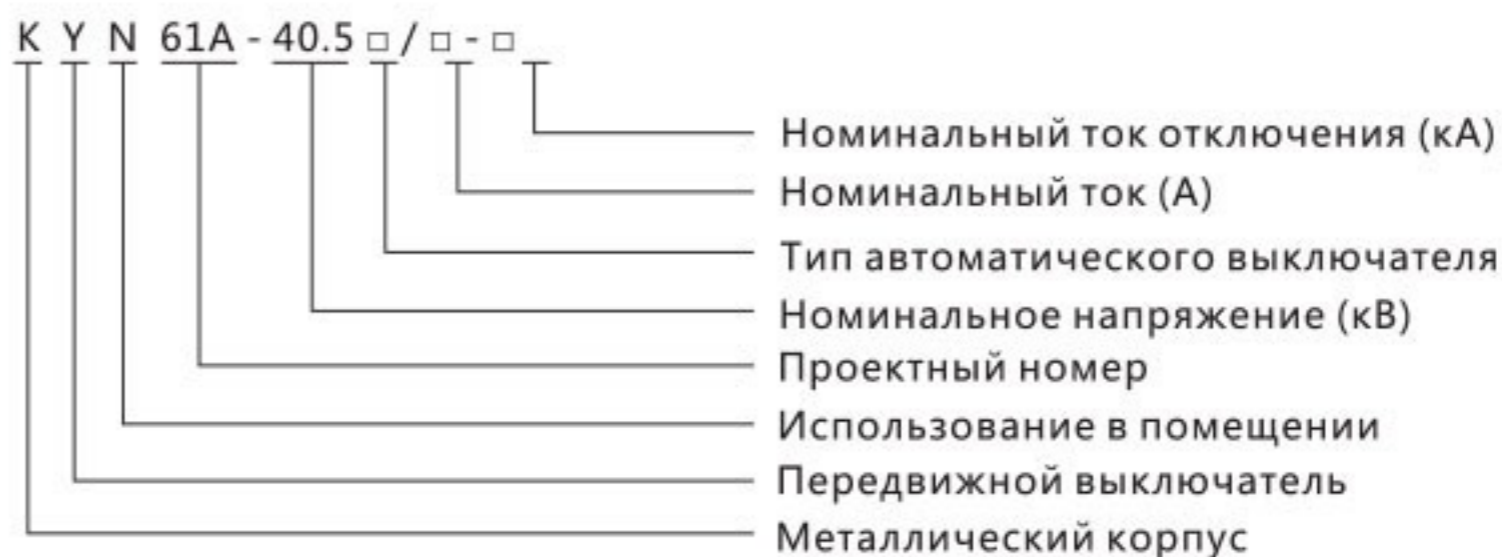 K Y N 61A - 40.5 □ / □ - □
Номинальный ток отключения (кА)
Номинальный ток (А)
Тип автоматического выключателя
Номинальное напряжение (кВ)
Проектный номер
Использование в помещении
Передвижной выключатель
Металлический корпус